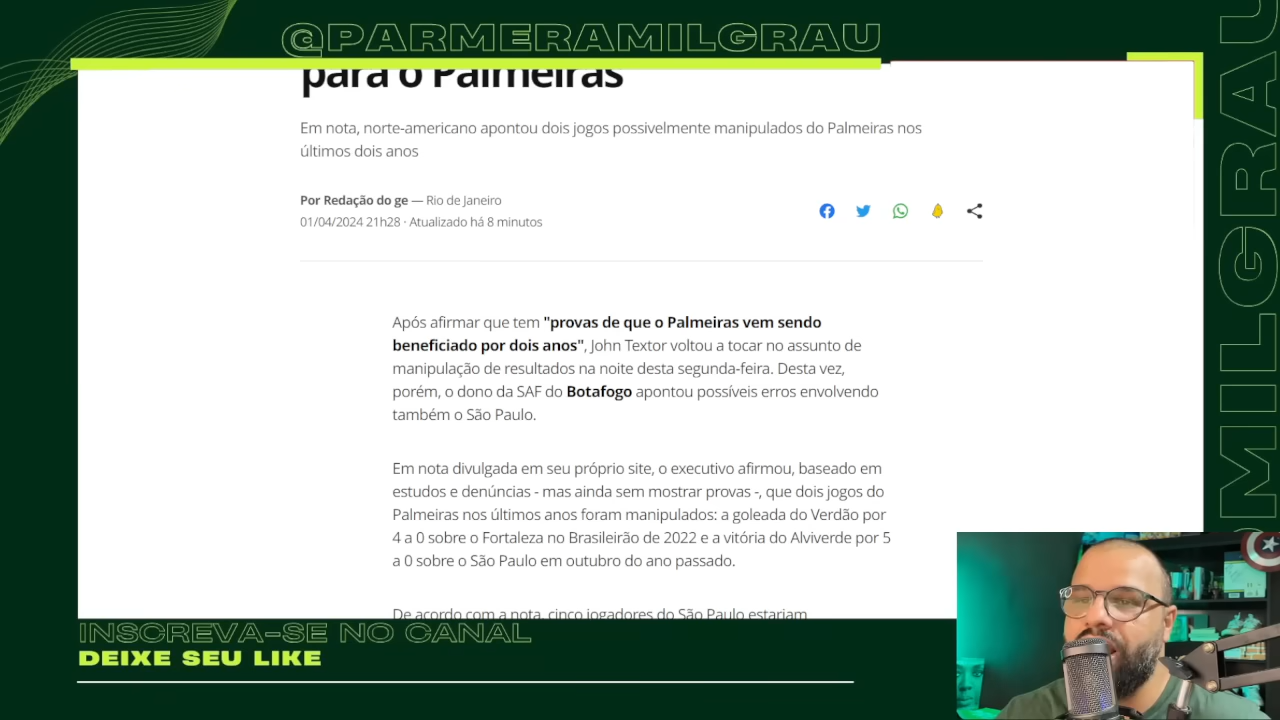 @PARMERAMILGRAU
para o Palmeiras
Em nota, norte-americano apontou dois jogos possivelmente manipulados do Palmeiras nos
últimos dois anos
Por Redação do ge — Rio de Janeiro
01/04/2024 21h28 · Atualizado há 8 minutos
Após afirmar que tem "provas de que o Palmeiras vem sendo
beneficiado por dois anos", John Textor voltou a tocar no assunto de
manipulação de resultados na noite desta segunda-feira. Desta vez,
porém, o dono da SAF do Botafogo apontou possíveis erros envolvendo
também o São Paulo.
Em nota divulgada em seu próprio site, o executivo afirmou, baseado em
estudos e denúncias - mas ainda sem mostrar provas -, que dois jogos do
Palmeiras nos últimos anos foram manipulados: a goleada do Verdão por
4 a 0 sobre o Fortaleza no Brasileirão de 2022 e a vitória do Alviverde por 5
a 0 sobre o São Paulo em outubro do ano passado.
De acordo com a nota, cinco jogadores do São Paulo estariam
INSCREVA-SE NO CANAL
DEIXE SEU LIKE
MILGRAU